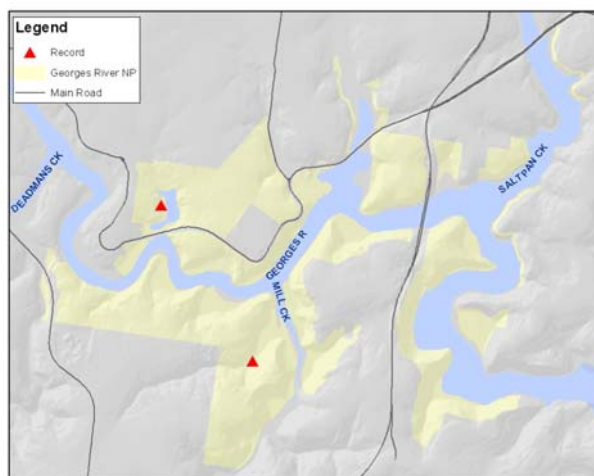 Legend
Record
Georges River NP
Main Road
DEADMANS CK
SALTPAN CK
GEORGES R
MILL CK